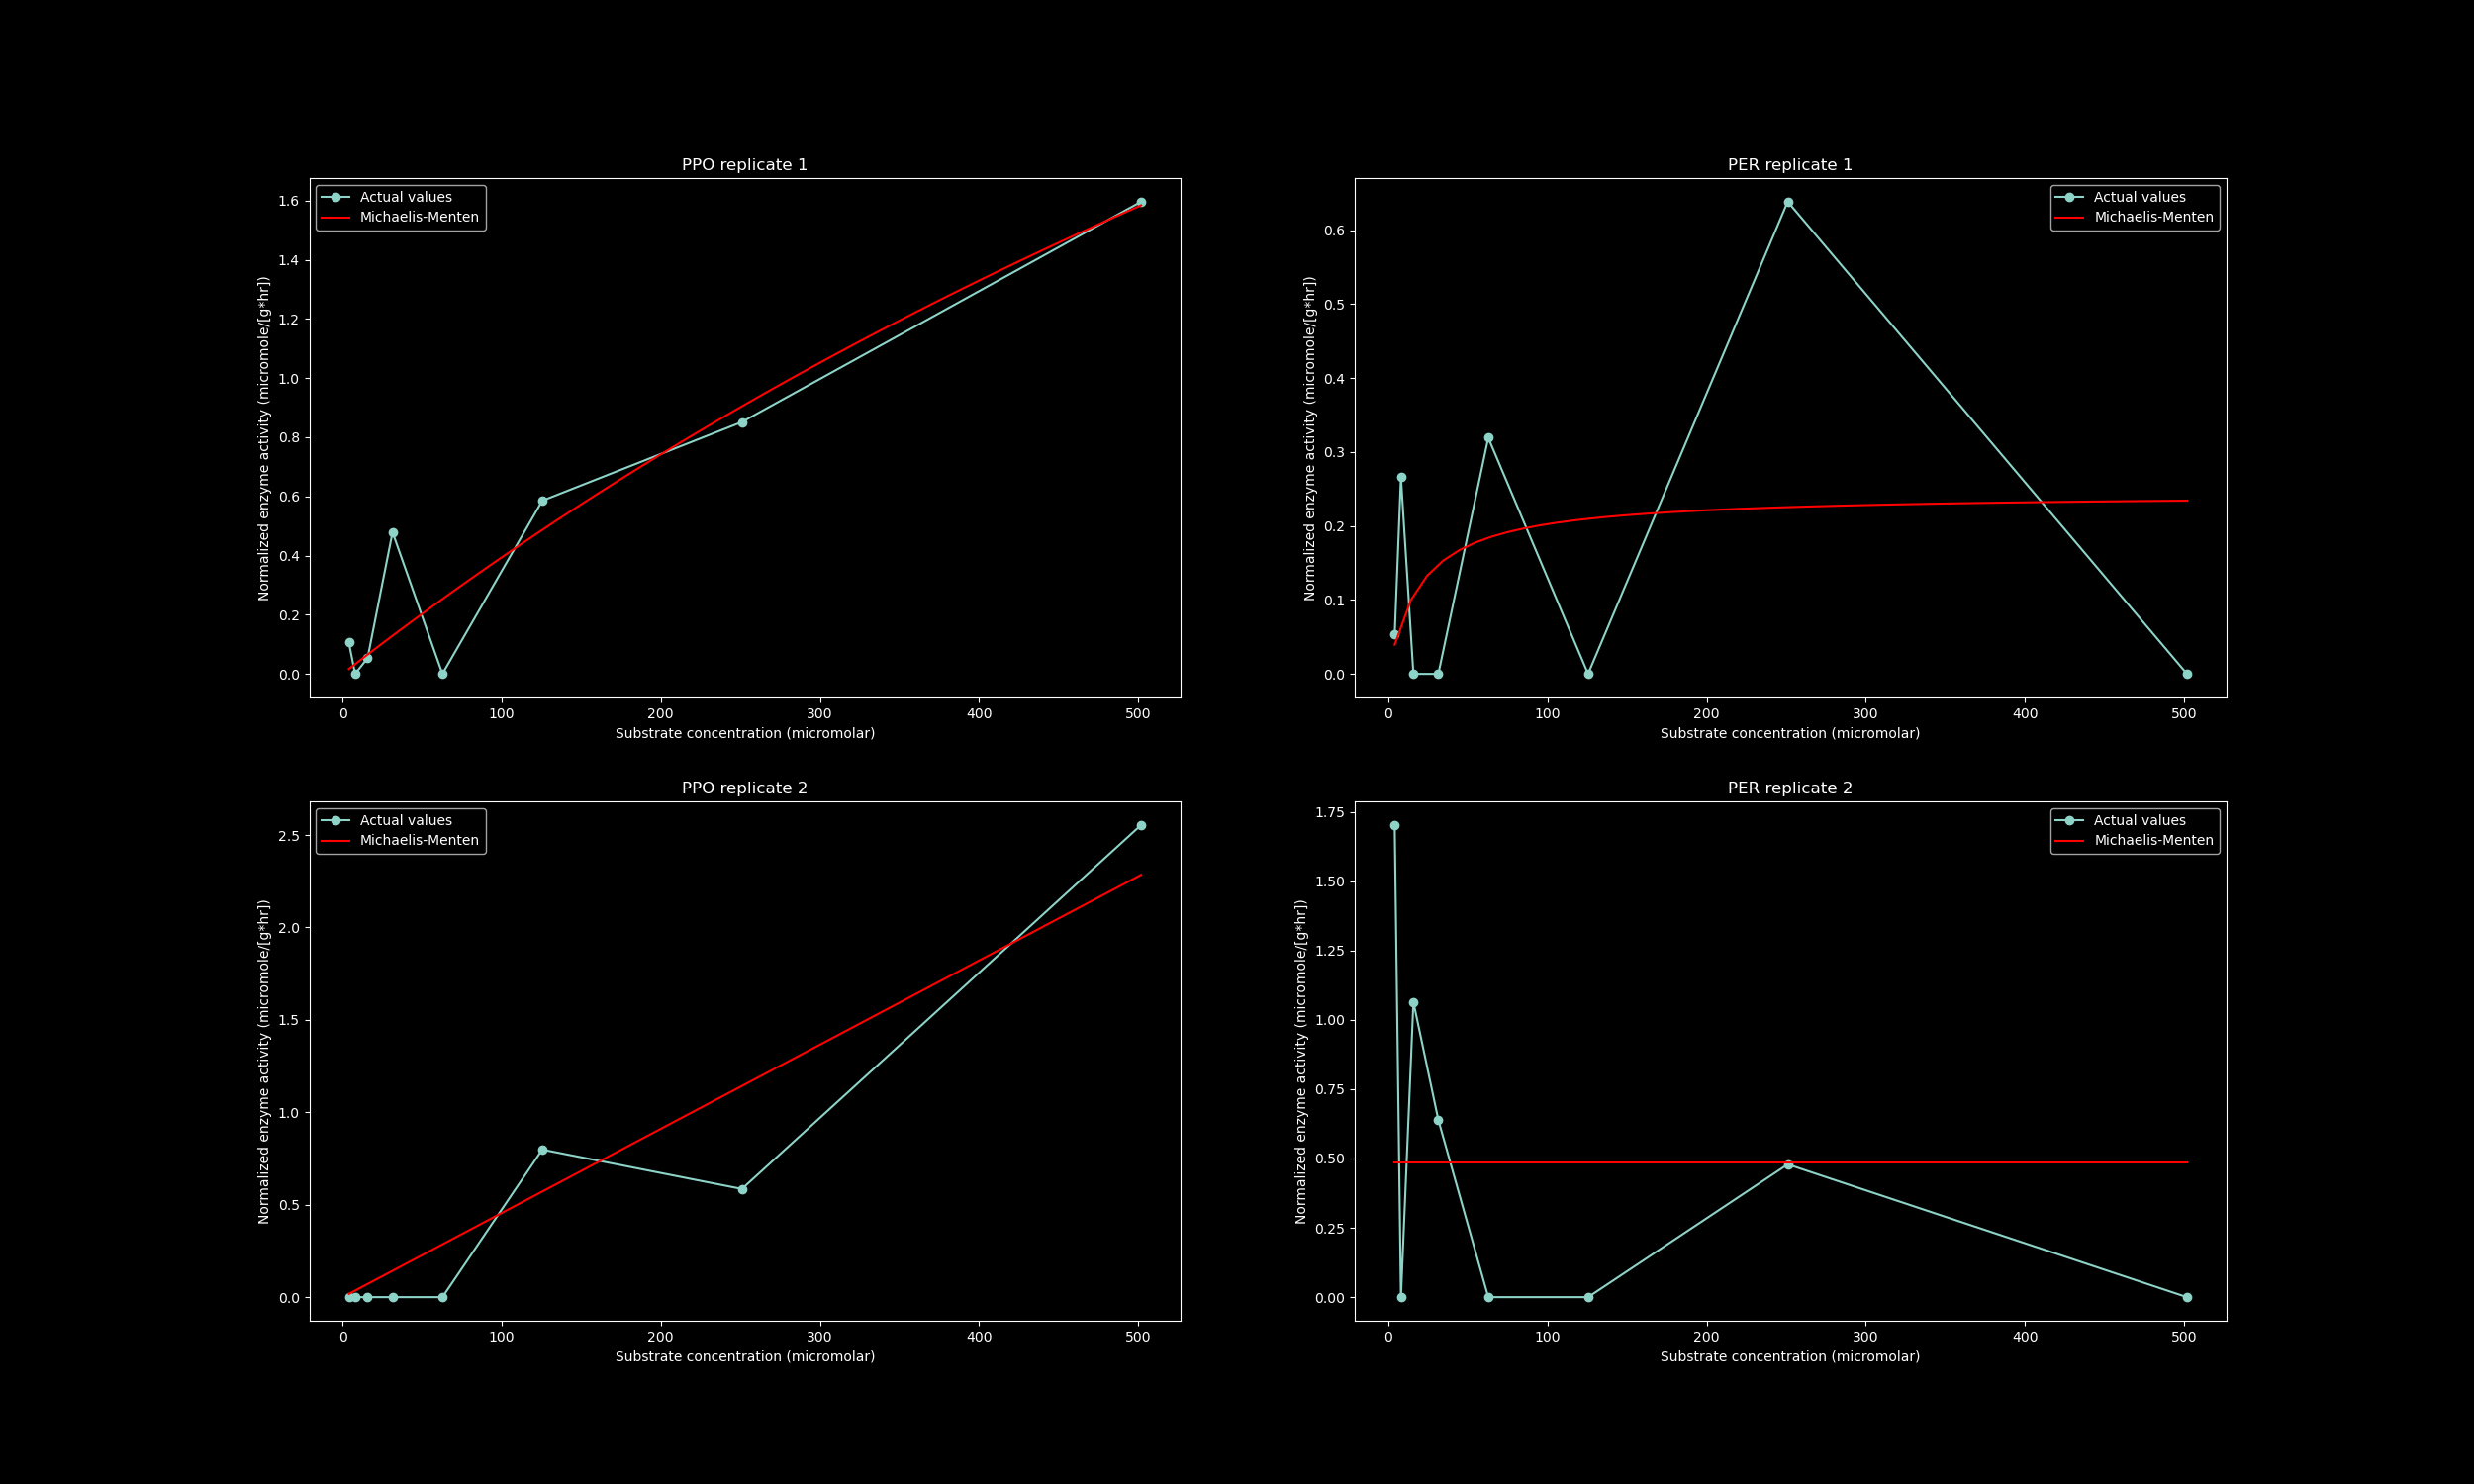 PPO replicate 1
Actual values
Michaelis-Menten
Normalized enzyme activity (micromole/[g*hr])
1.6
1.4
1.2
1.0
0.8
0.6
0.4
0.2
0.0
0 100 200 300 400 500
Substrate concentration (micromolar)
PER replicate 1
Actual values
Michaelis-Menten
Normalized enzyme activity (micromole/[g*hr])
0.6
0.5
0.4
0.3
0.2
0.1
0.0
0 100 200 300 400 500
Substrate concentration (micromolar)
PPO replicate 2
Actual values
Michaelis-Menten
Normalized enzyme activity (micromole/[g*hr])
2.5
2.0
1.5
1.0
0.5
0.0
0 100 200 300 400 500
Substrate concentration (micromolar)
PER replicate 2
Actual values
Michaelis-Menten
Normalized enzyme activity (micromole/[g*hr])
1.75
1.50
1.25
1.00
0.75
0.50
0.25
0.00
0 100 200 300 400 500
Substrate concentration (micromolar)